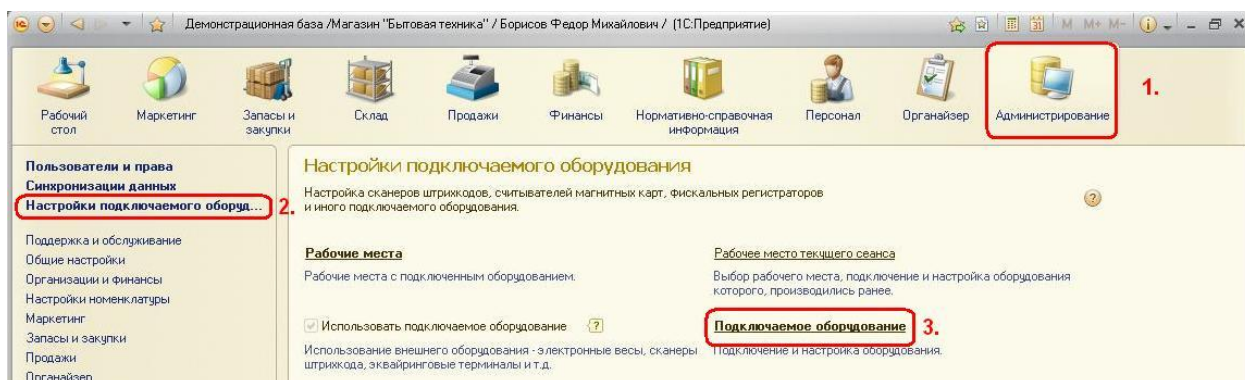 Демонстрационная база /Магазин "Бытовая техника" / Борисов Федор Михайлович / (1С:Предприятие)
M M+ M-
Рабочий стол
Маркетинг
Запасы и закупки
Склад
Продажи
Финансы
Нормативно-справочная информация
Персонал
Органайзер
Администрирование
1.
Пользователи и права
Синхронизации данных
Настройки подключаемого оборуд...
2.
Поддержка и обслуживание
Общие настройки
Организации и финансы
Настройки номенклатуры
Маркетинг
Запасы и закупки
Продажи
Органайзер
Настройки подключаемого оборудования
Настройка сканеров штрихкодов, считывателей магнитных карт, фискальных регистраторов
и иного подключаемого оборудования.
?
Рабочие места
Рабочие места с подключенным оборудованием.
Рабочее место текущего сеанса
Выбор рабочего места, подключение и настройка оборудования
которого, производились ранее.
Использовать подключаемое оборудование ?
Использование внешнего оборудования - электронные весы, сканеры
штрихкода, эквайринговые терминалы и т.д.
Подключаемое оборудование
3.
Подключение и настройка оборудования.